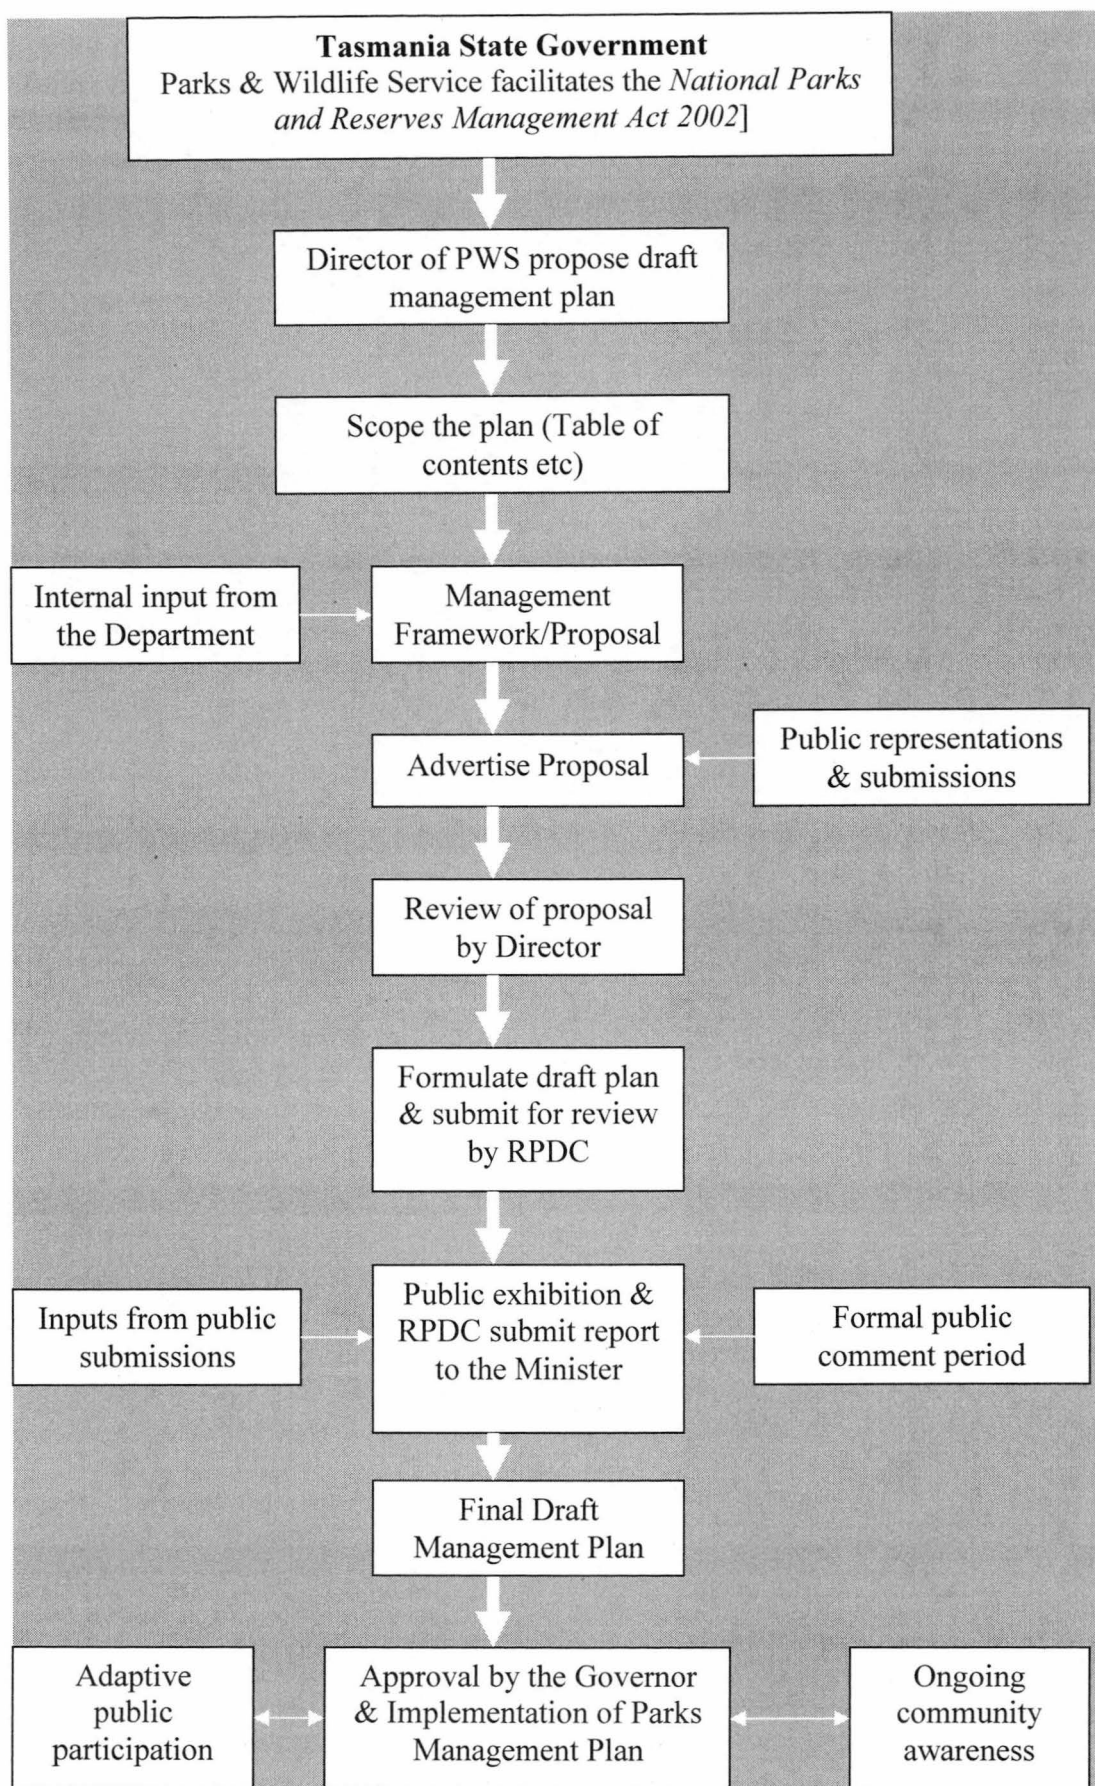 Tasmania State Government
Parks & Wildlife Service facilitates the National Parks
and Reserves Management Act 2002]
Director of PWS propose draft
management plan
Scope the plan (Table of
contents etc)
Internal input from
the Department
Management
Framework/Proposal
Advertise Proposal
Public representations
& submissions
Review of proposal
by Director
Formulate draft plan
& submit for review
by RPDC
Inputs from public
submissions
Public exhibition &
RPDC submit report
to the Minister
Formal public
comment period
Final Draft
Management Plan
Adaptive
public
participation
Approval by the Governor
& Implementation of Parks
Management Plan
Ongoing
community
awareness